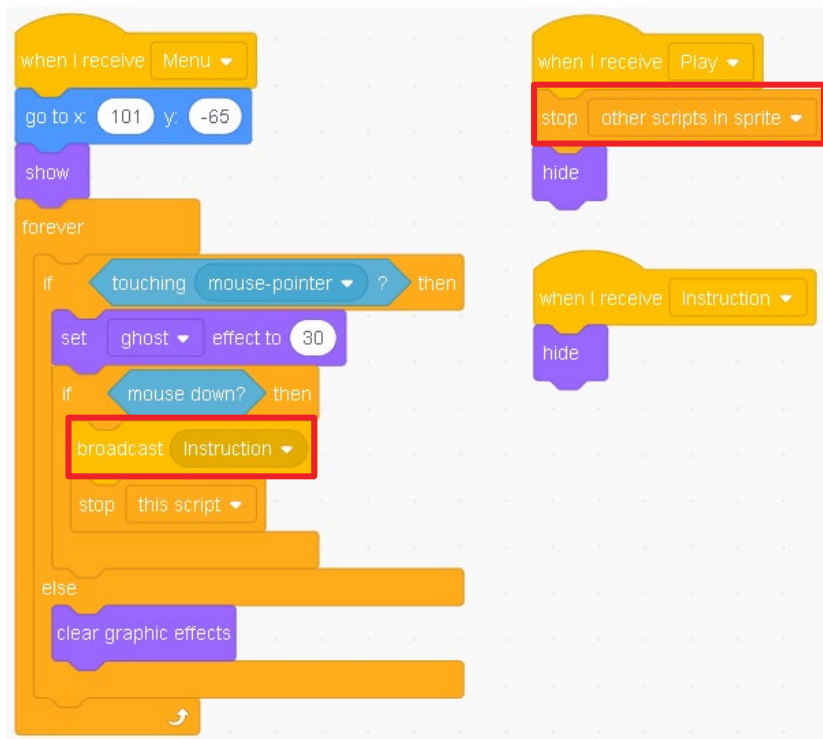 when I receive Menu
go to x: 101 y: -65
show
forever
if touching mouse-pointer ? then
set ghost effect to 30
if mouse down? then
broadcast Instruction
stop this script
else
clear graphic effects
when I receive Play
stop other scripts in sprite
hide
when I receive Instruction
hide